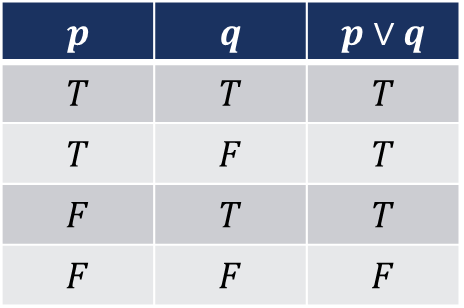 p q p ∨ q
T T T
T F T
F T T
F F F